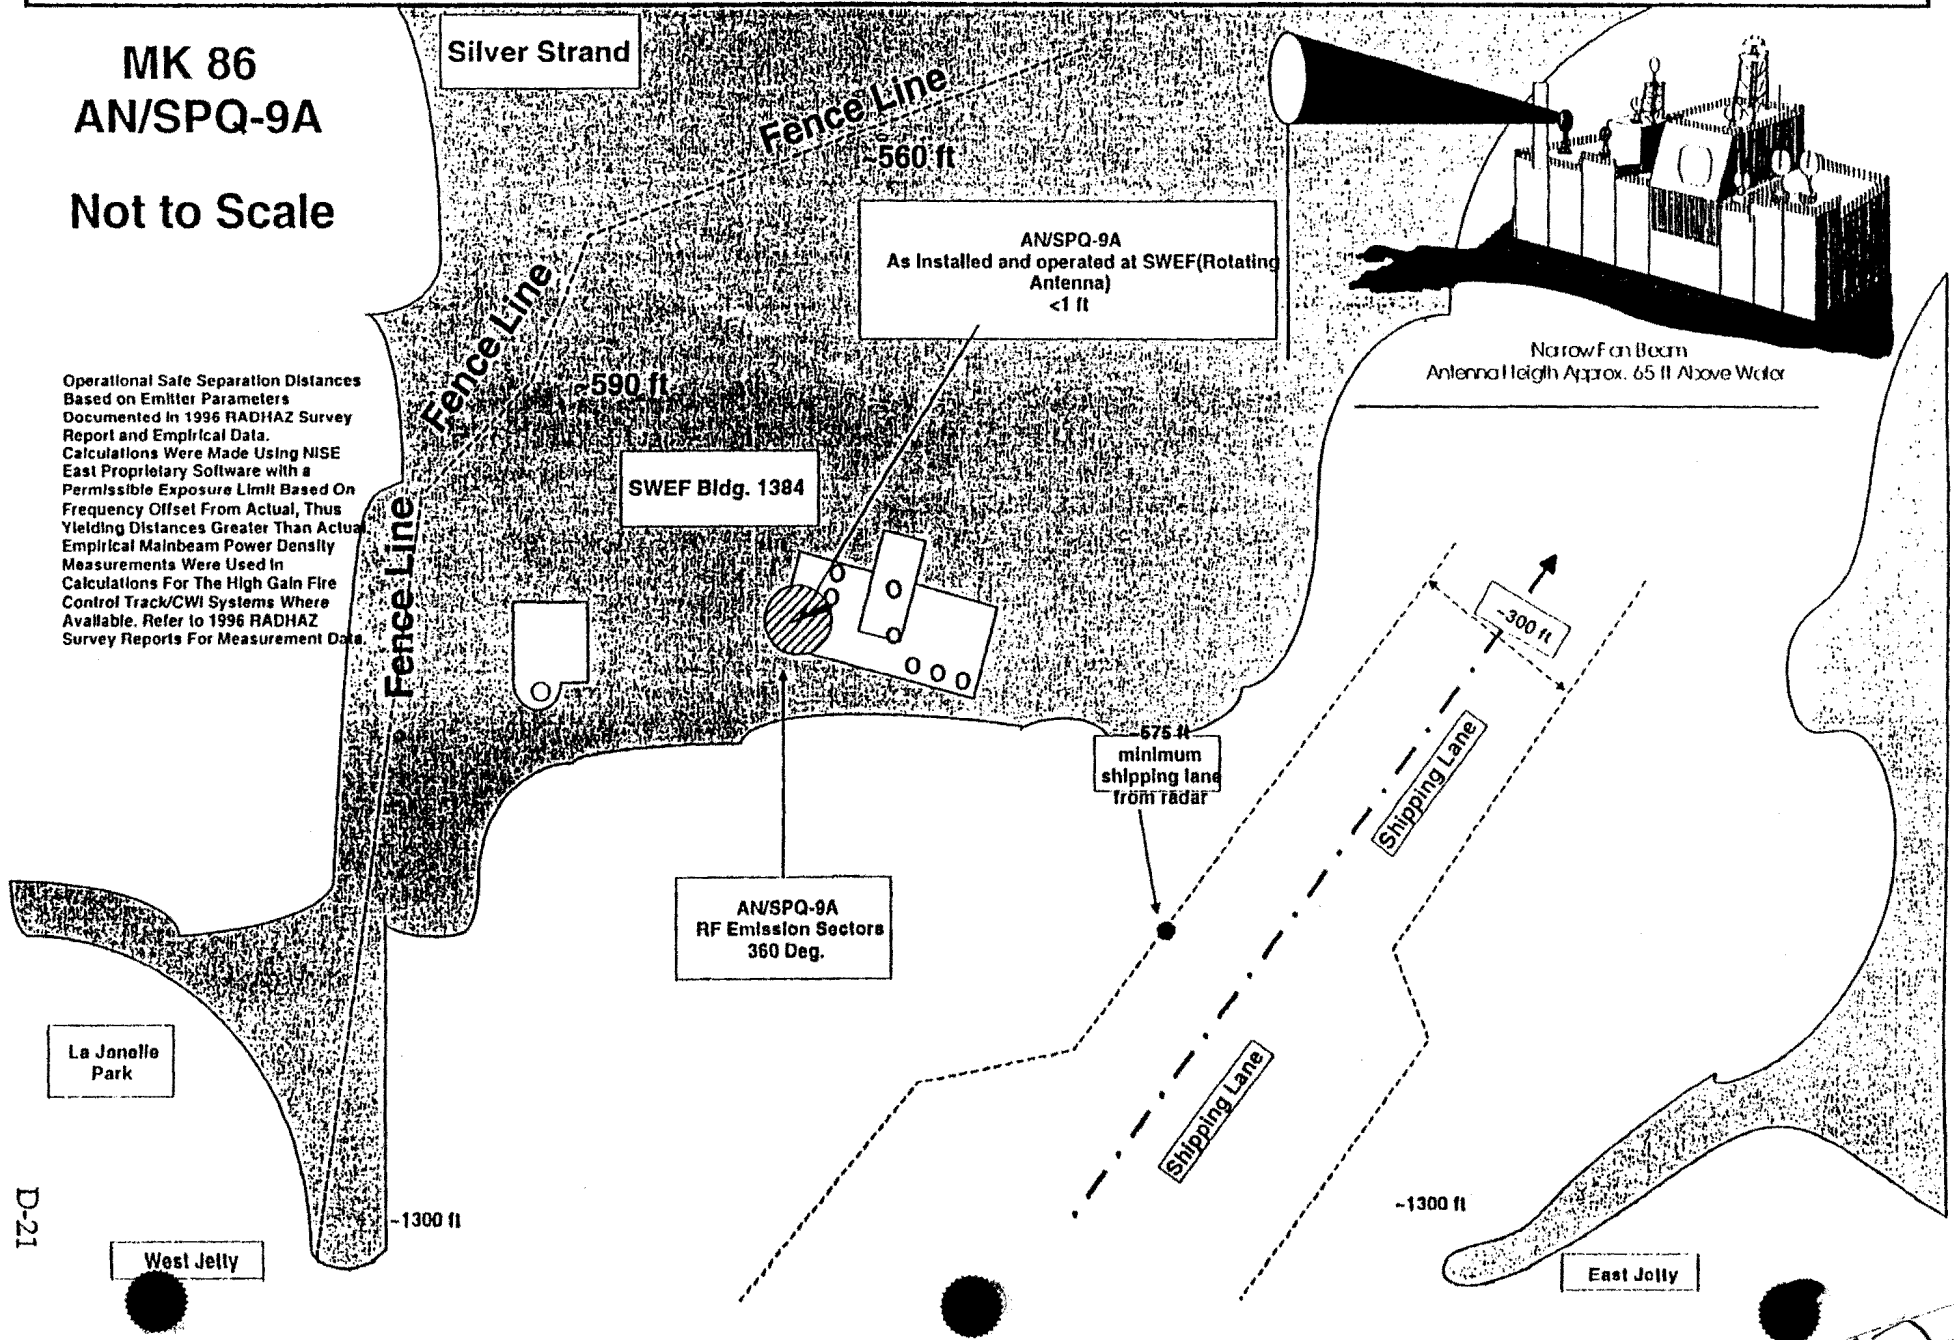 MK 86
AN/SPQ-9A
Not to Scale
Silver Strand
Fence Line
~560 ft
AN/SPQ-9A
As Installed and operated at SWEF(Rotating
Antenna)
<1 ft
Narrow Fan Beam
Antenna Heigth Approx. 65 ft Above Water
Fence Line
~590 ft
Operational Safe Separation Distances
Based on Emitter Parameters
Documented in 1996 RADHAZ Survey
Report and Empirical Data.
Calculations Were Made Using NISE
East Proprietary Software with a
Permissible Exposure Limit Based On
Frequency Offset From Actual, Thus
Yielding Distances Greater Than Actual
Empirical Mainbeam Power Density
Measurements Were Used In
Calculations For The High Gain Fire
Control Track/CWI Systems Where
Available. Refer to 1996 RADHAZ
Survey Reports For Measurement Data.
Fence Line
SWEF Bldg. 1384
~300 ft
Shipping Lane
~575 ft
minimum
shipping lane
from radar
AN/SPQ-9A
RF Emission Sectors
360 Deg.
La Janelle
Park
Shipping Lane
~1300 ft
~1300 ft
West Jetty
East Jetty
D-21